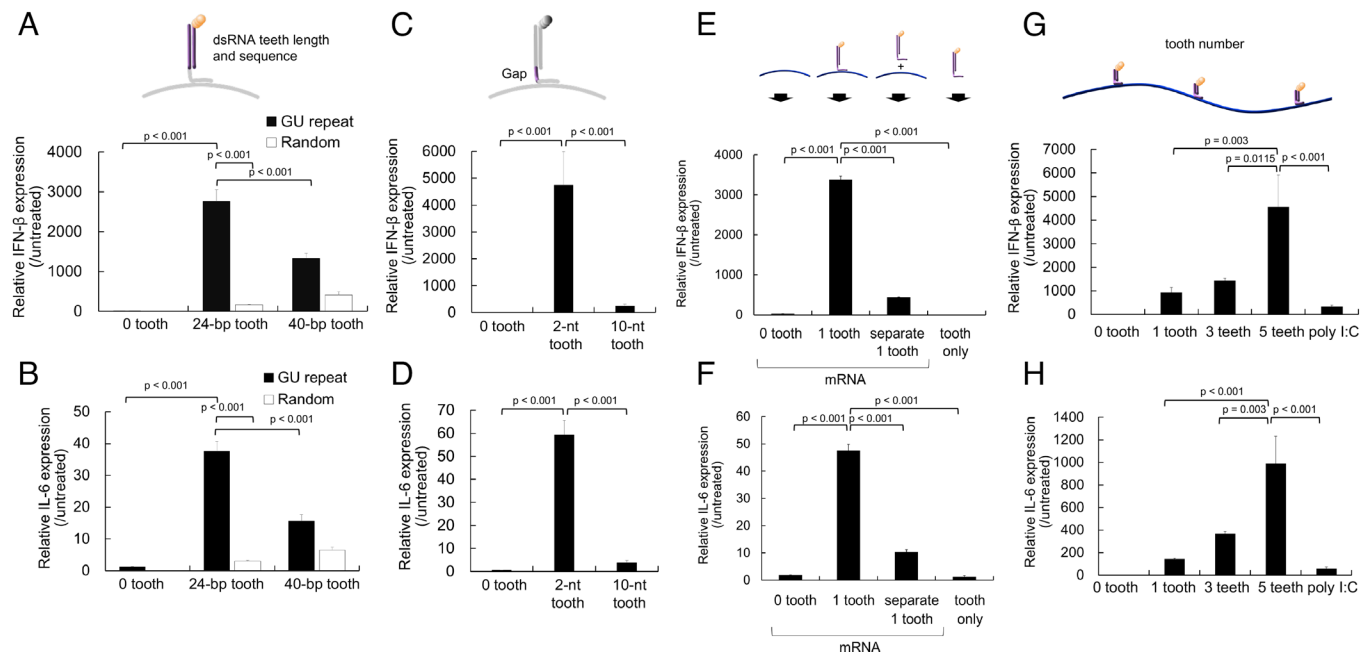 A
dsRNA teeth length
and sequence
GU repeat
Random
p < 0.001
p < 0.001
p < 0.001
Relative IFN-β expression
(/untreated)
4000
3000
2000
1000
0
0 tooth
24-bp tooth
40-bp tooth
B
GU repeat
Random
p < 0.001
p < 0.001
p < 0.001
Relative IL-6 expression
(/untreated)
50
40
30
20
10
0
0 tooth
24-bp tooth
40-bp tooth
C
Gap
p < 0.001
p < 0.001
Relative IFN-β expression
(/untreated)
6000
5000
4000
3000
2000
1000
0
0 tooth
2-nt
tooth
10-nt
tooth
D
p < 0.001
p < 0.001
Relative IL-6 expression
(/untreated)
70
60
50
40
30
20
10
0
0 tooth
2-nt
tooth
10-nt
tooth
E
+
p < 0.001
p < 0.001
p < 0.001
Relative IFN-β expression
(/untreated)
4000
3000
2000
1000
0
0 tooth
1 tooth
separate
1 tooth
tooth
only
mRNA
F
p < 0.001
p < 0.001
p < 0.001
Relative IL-6 expression
(/untreated)
60
50
40
30
20
10
0
0 tooth
1 tooth
separate
1 tooth
tooth
only
mRNA
G
tooth number
p = 0.003
p = 0.0115
p < 0.001
Relative IFN-β expression
(/untreated)
7000
6000
5000
4000
3000
2000
1000
0
0 tooth
1 tooth
3 teeth
5 teeth
poly I:C
H
p < 0.001
p = 0.003
p < 0.001
Relative IL-6 expression
(/untreated)
1400
1200
1000
800
600
400
200
0
0 tooth
1 tooth
3 teeth
5 teeth
poly I:C